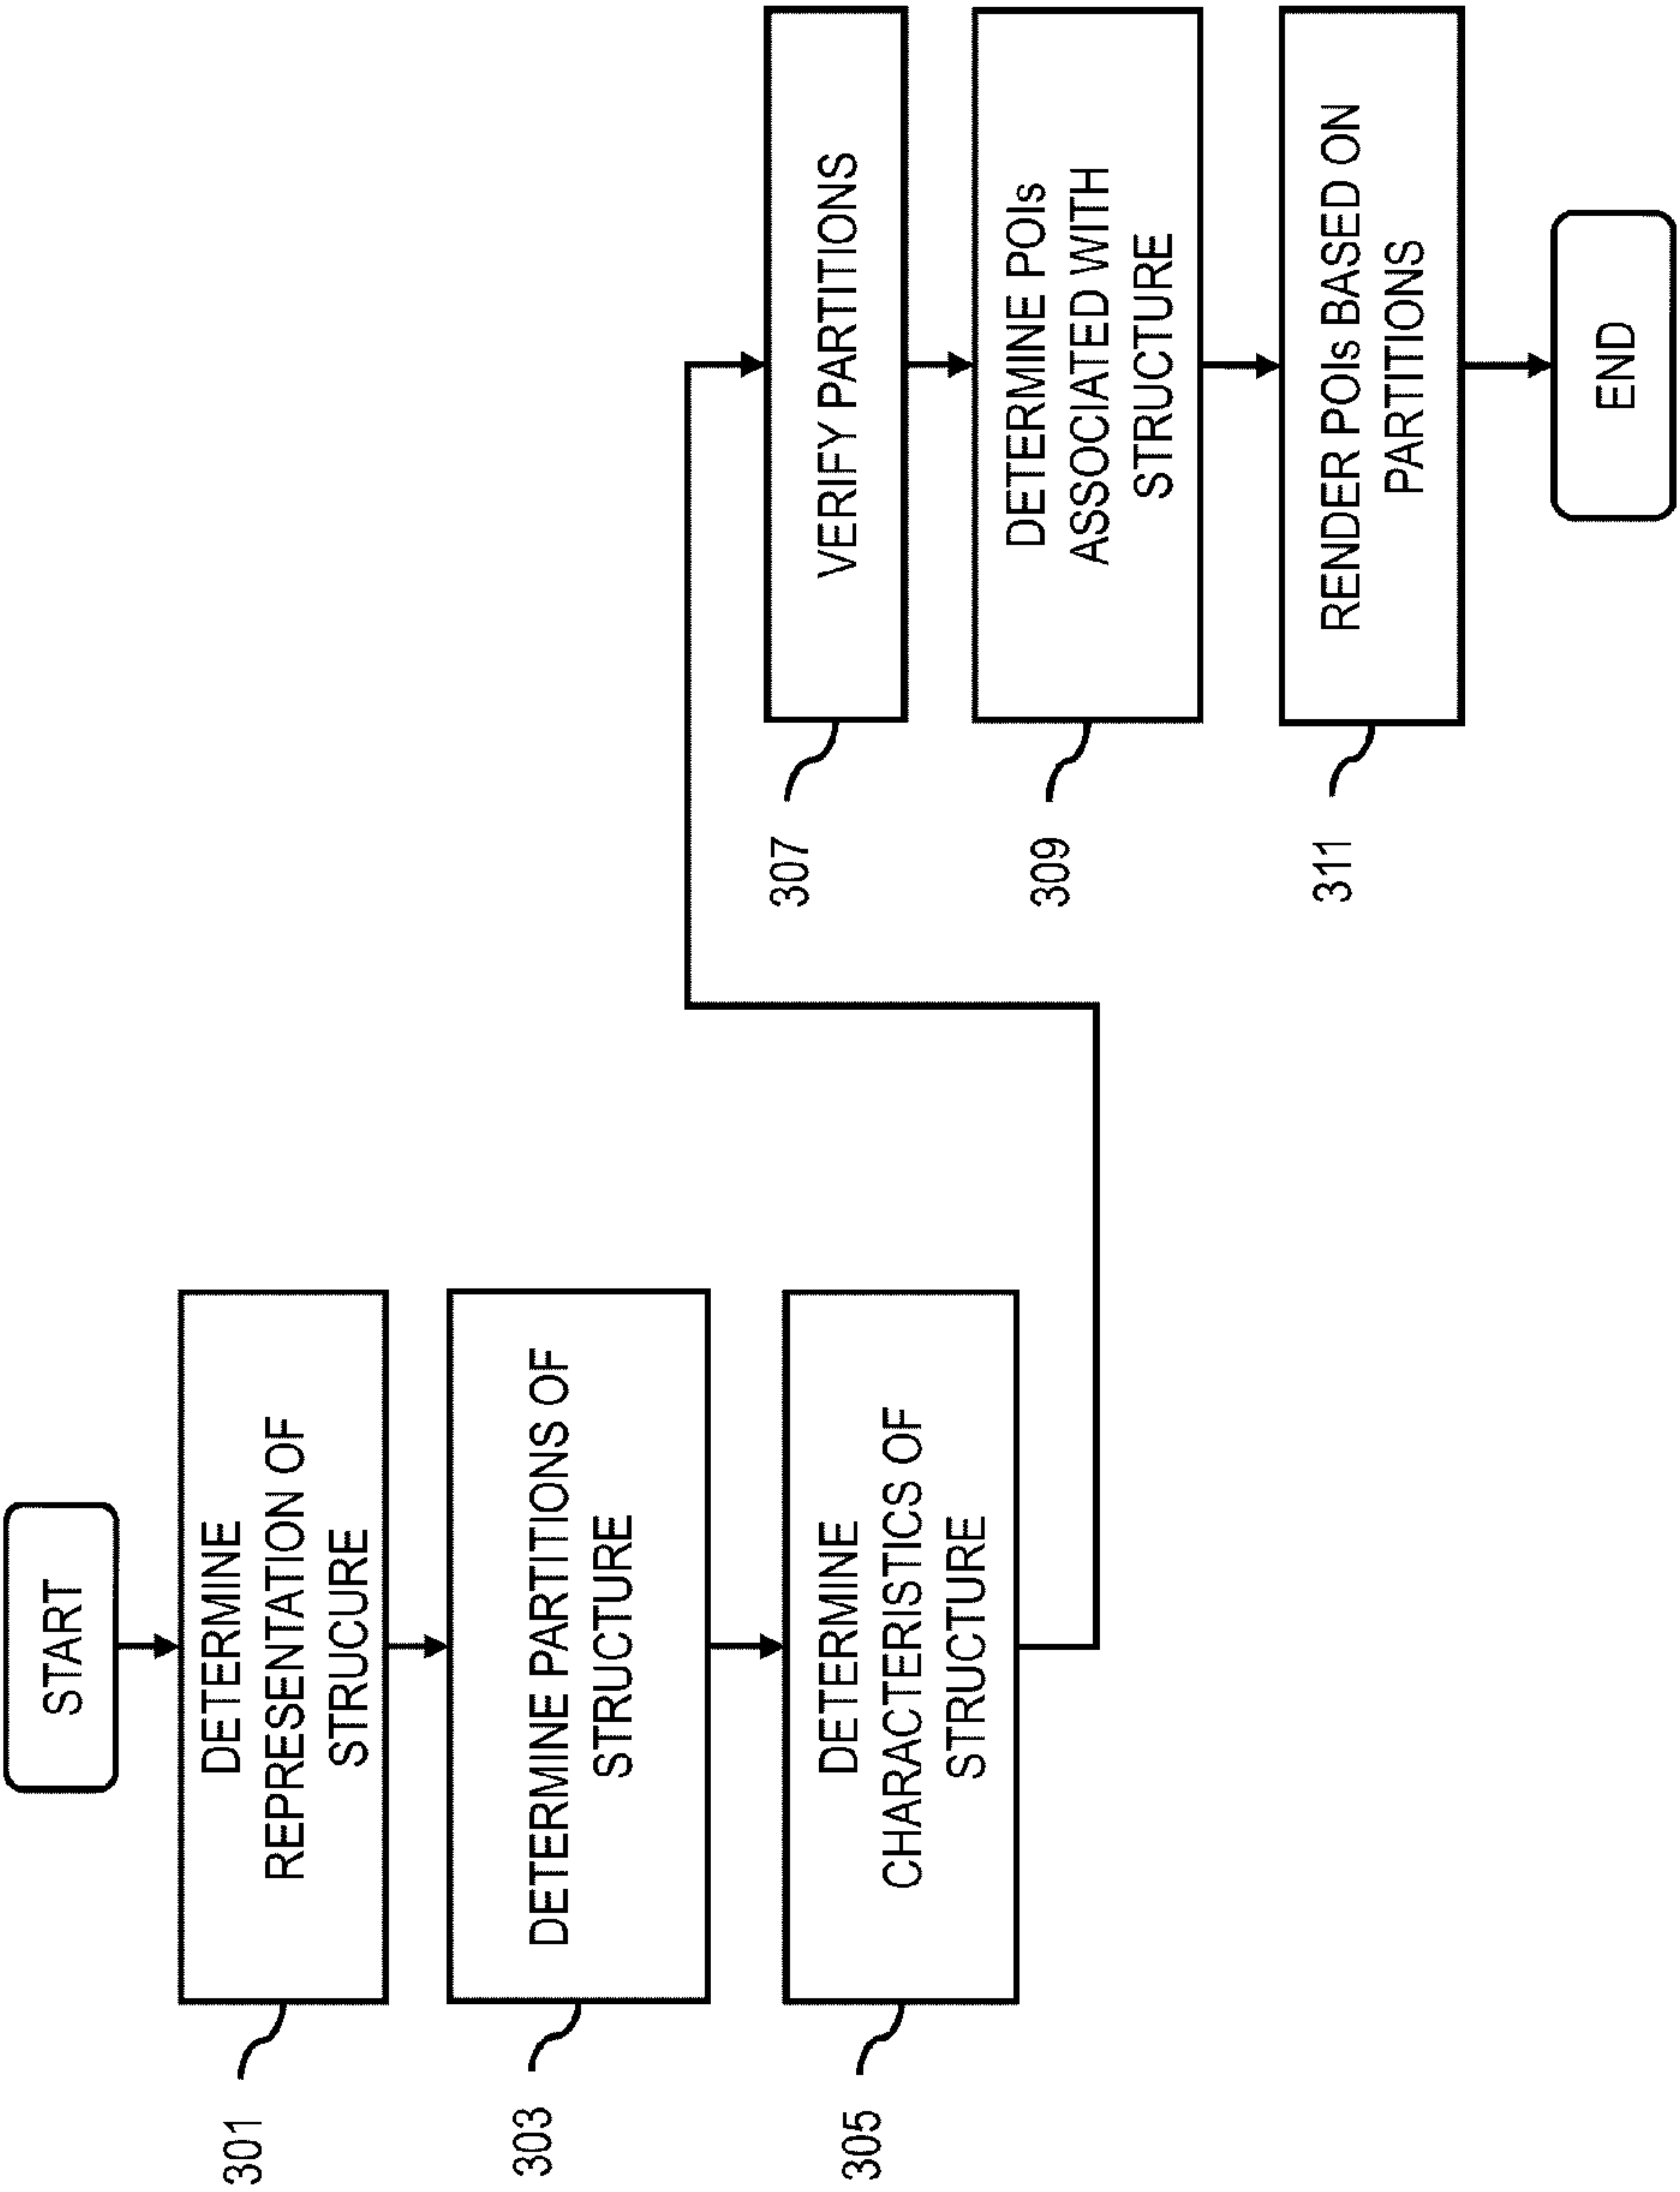 START
DETERMINE
REPRESENTATION OF
STRUCURE
301
DETERMINE PARTITIONS OF
STRUCTURE
303
DETERMINE
CHARACTERISTICS OF
STRUCTURE
305
VERIFY PARTITIONS
307
DETERMINE POIs
ASSOCIATED WITH
STRUCTURE
309
RENDER POIs BASED ON
PARTITIONS
311
END